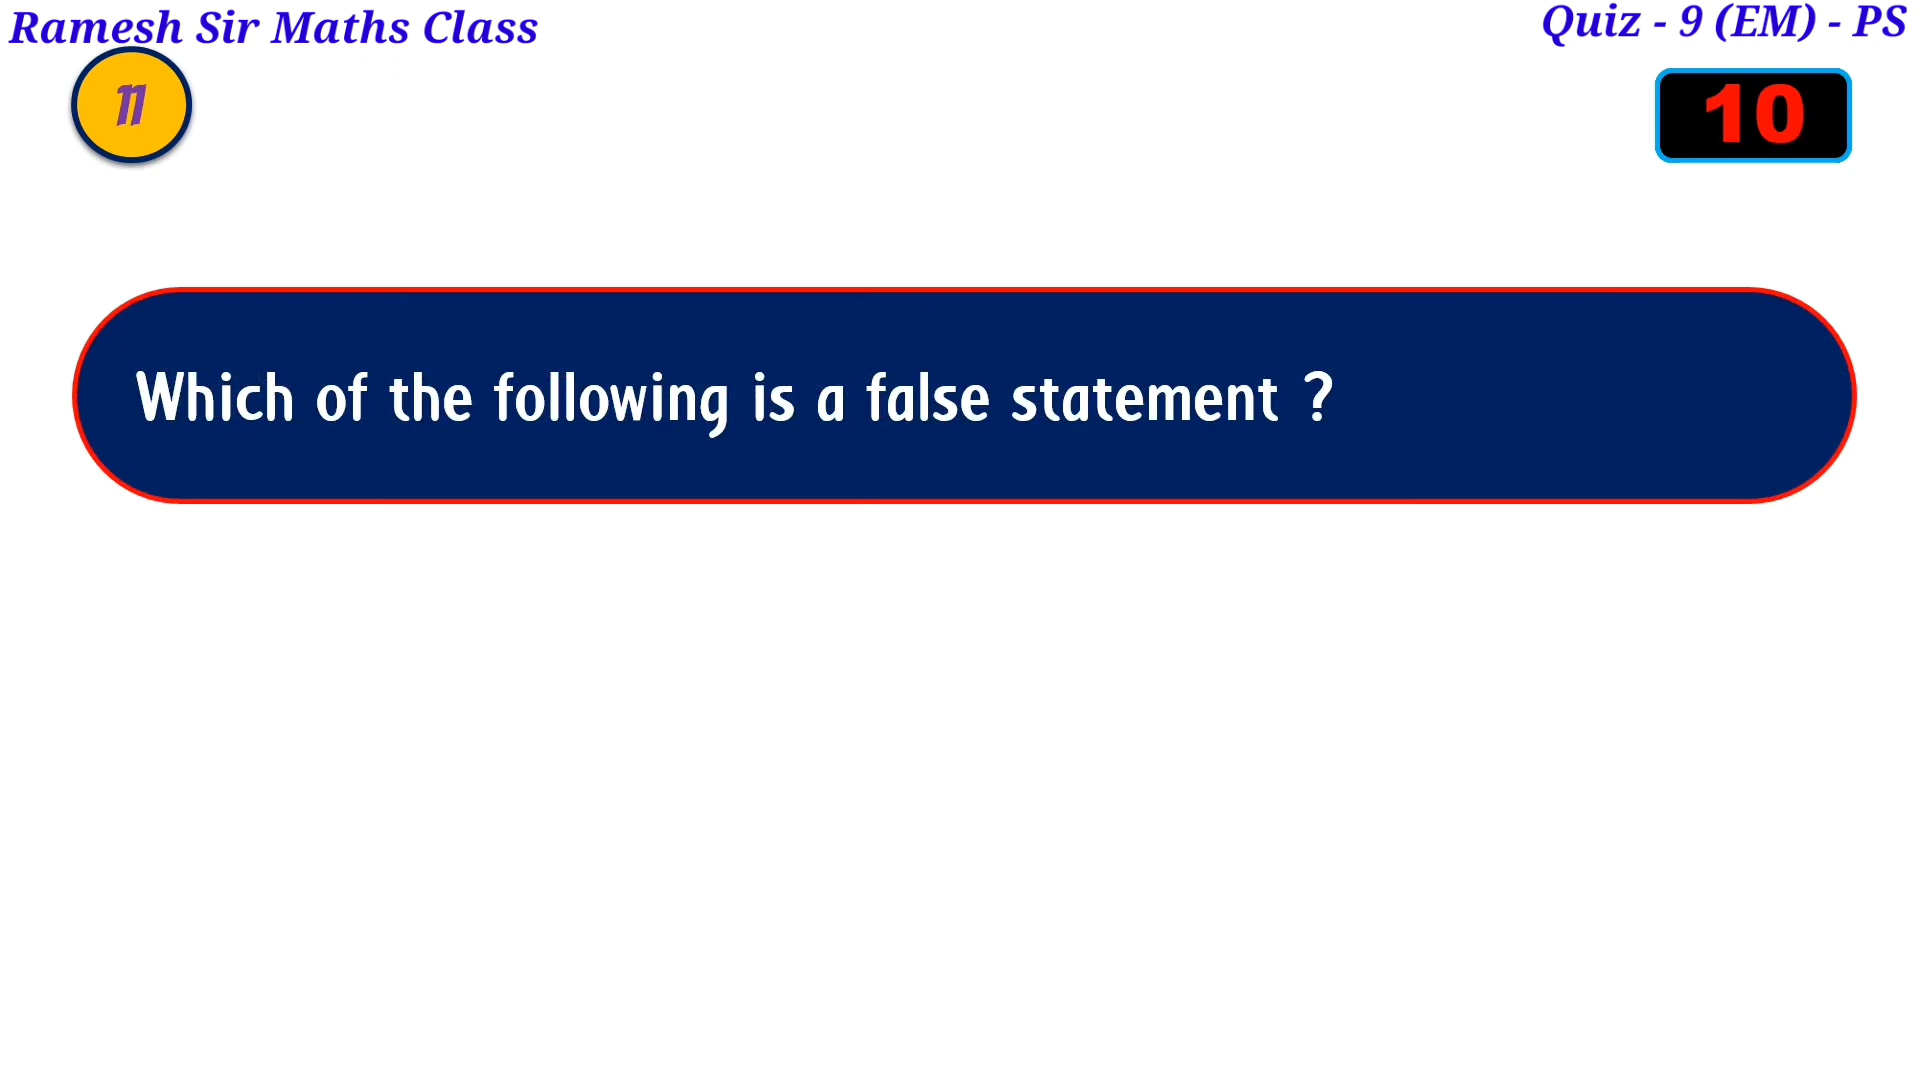 Ramesh Sir Maths Class
Quiz - 9 (EM) - PS
11
10
Which of the following is a false statement ?